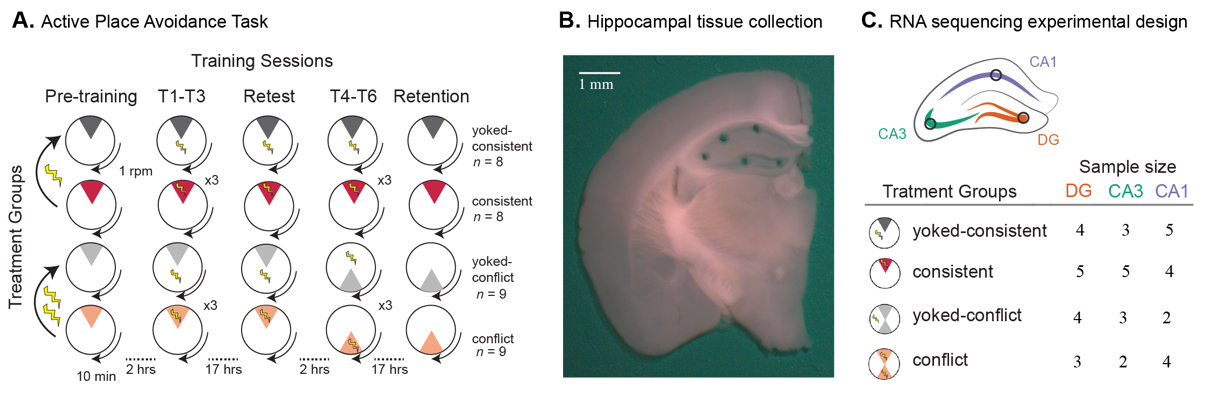 A. Active Place Avoidance Task
Training Sessions
Pre-training T1-T3 Retest T4-T6 Retention
Treatment Groups
yoked-
consistent
n = 8
1 rpm
x3 x3
consistent
n = 8
yoked-
conflict
n = 9
x3 x3
conflict
n = 9
10 min 2 hrs 17 hrs 2 hrs 17 hrs
B. Hippocampal tissue collection
1 mm
C. RNA sequencing experimental design
CA1
CA3
DG
Sample size
Tratment Groups DG CA3 CA1
yoked-consistent 4 3 5
consistent 5 5 4
yoked-conflict 4 3 2
conflict 3 2 4